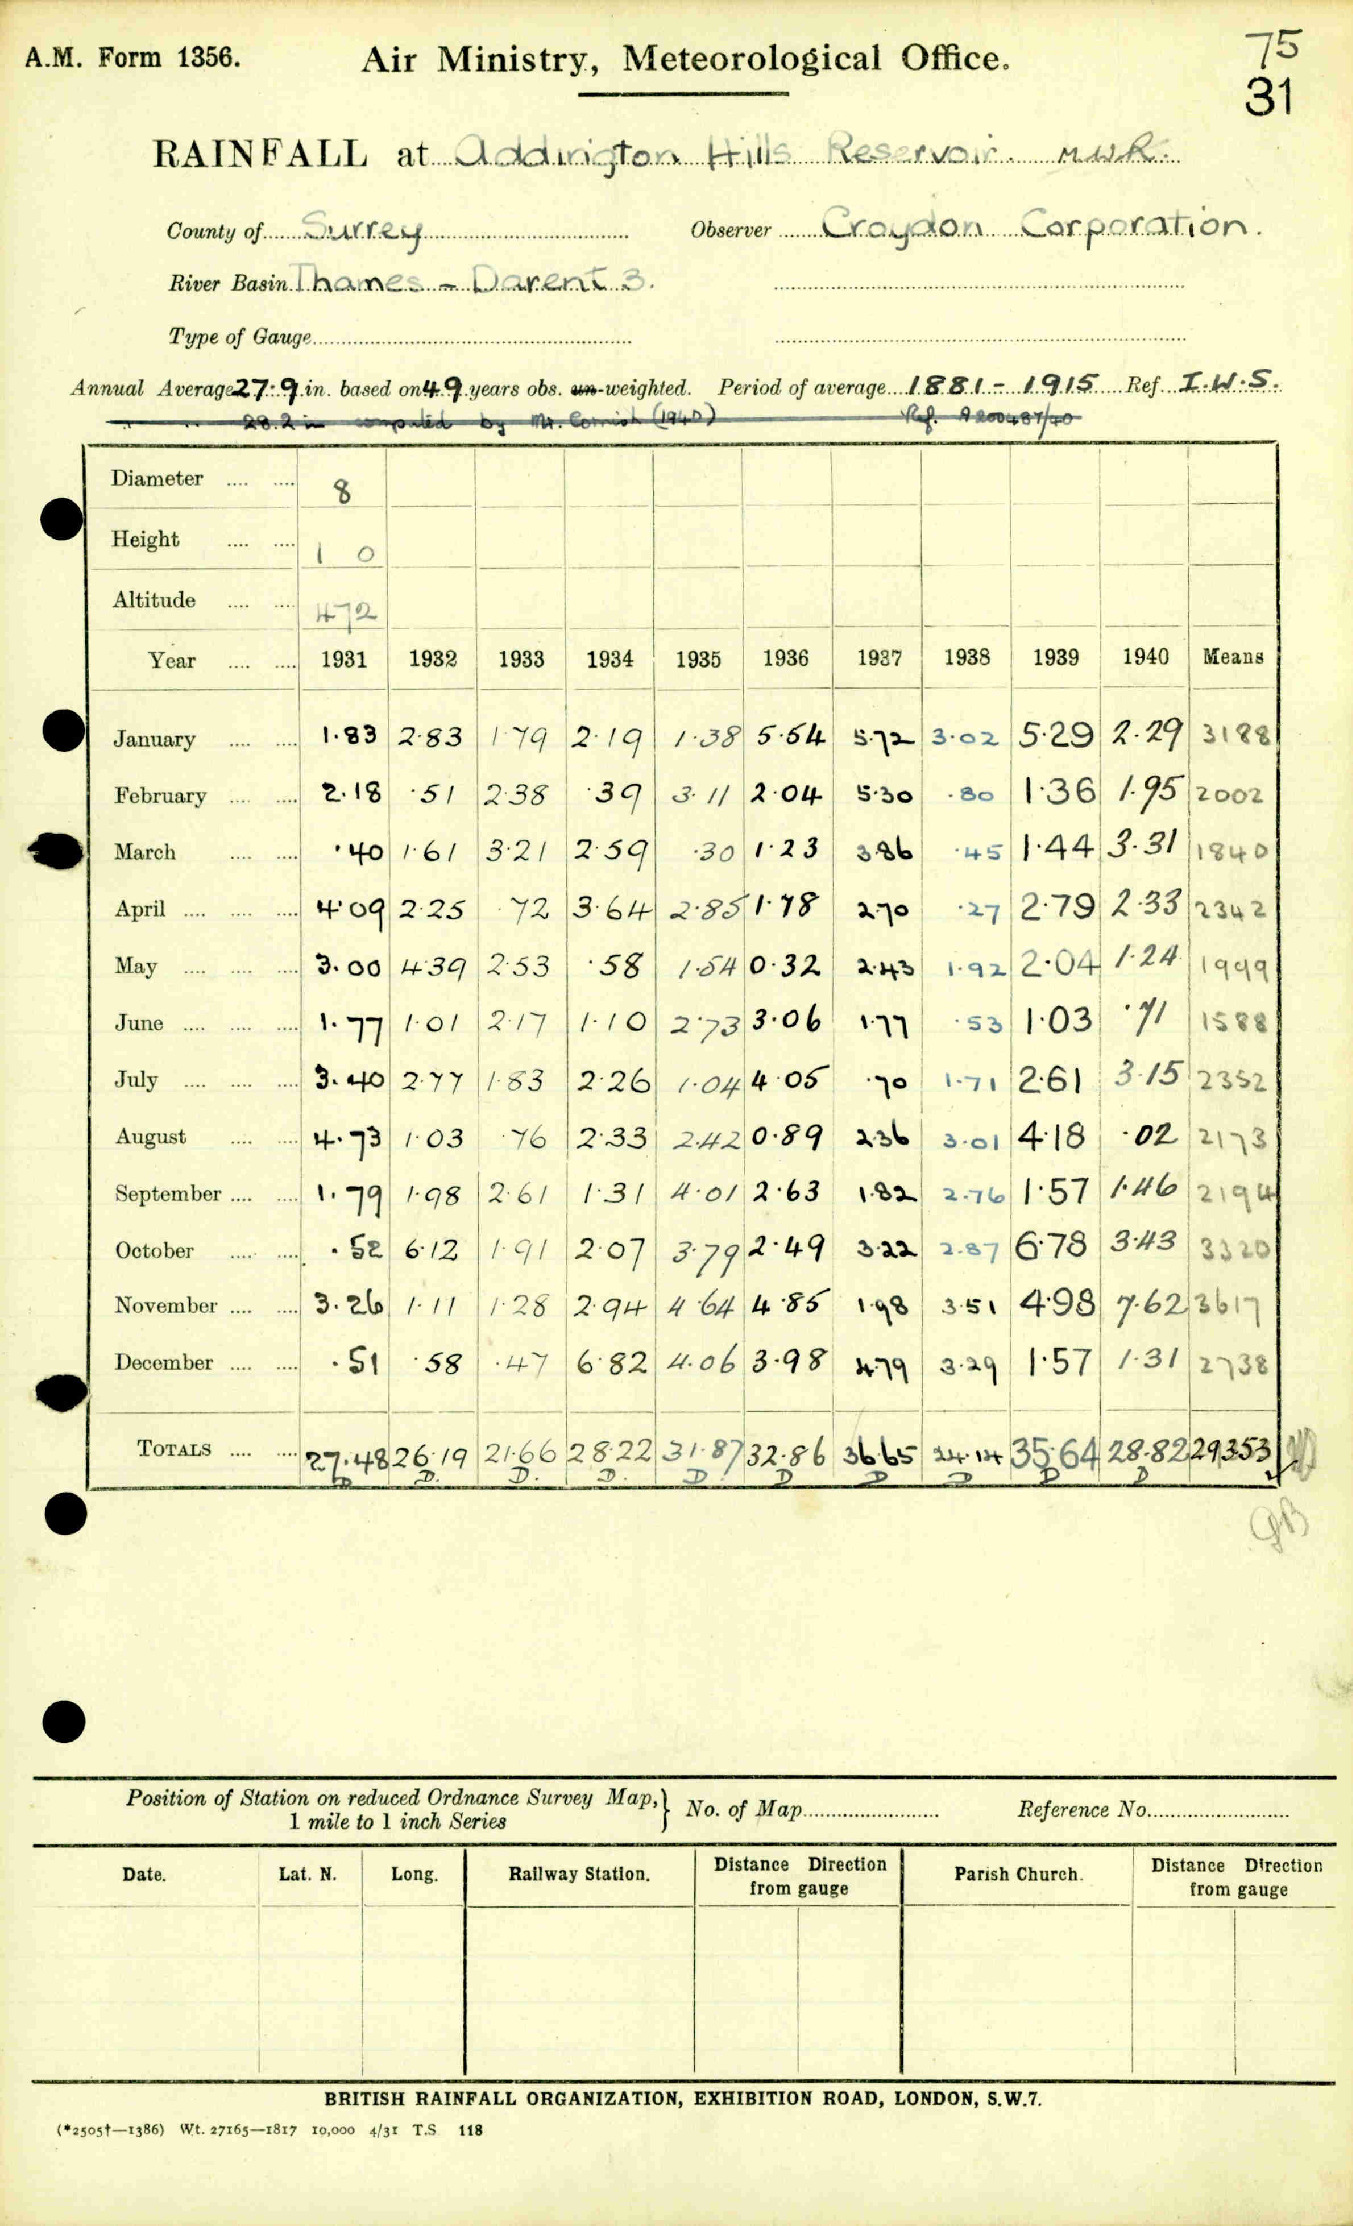 A.M. Form 1356.
Air Ministry, Meteorological Office.
75
31
RAINFALL at Addington Hills Reservoir. M.W.R.
County of Surrey Observer Croydon Corporation.
River Basin Thames - Darent 3.
Type of Gauge
Annual Average 27.9 in. based on 49 years obs. un-weighted. Period of average 1881 - 1915 Ref. I.W.S.
" " 28.2 in computed by Mr. Cornish (1940) Ref. A200487/40
Diameter 8
Height 1 0
Altitude 472
Year 1931 1932 1933 1934 1935 1936 1937 1938 1939 1940 Means
January 1.83 2.83 1.79 2.19 1.38 5.54 5.72 3.02 5.29 2.29 3188
February 2.18 .51 2.38 .39 3.11 2.04 5.30 .80 1.36 1.95 2002
March .40 1.61 3.21 2.59 .30 1.23 3.86 .45 1.44 3.31 1840
April 4.09 2.25 .72 3.64 2.85 1.78 2.70 .27 2.79 2.33 2342
May 3.00 4.39 2.53 .58 1.54 0.32 2.43 1.92 2.04 1.24 1999
June 1.77 1.01 2.17 1.10 2.73 3.06 1.77 .53 1.03 .71 1588
July 3.40 2.77 1.83 2.26 1.04 4.05 .70 1.71 2.61 3.15 2352
August 4.73 1.03 .76 2.33 2.42 0.89 2.36 3.01 4.18 .02 2173
September 1.79 1.98 2.61 1.31 4.01 2.63 1.82 2.76 1.57 1.46 2194
October .52 6.12 1.91 2.07 3.79 2.49 3.22 2.87 6.78 3.43 3320
November 3.26 1.11 1.28 2.94 4.64 4.85 1.98 3.51 4.98 7.62 3617
December .51 .58 .47 6.82 4.06 3.98 4.79 3.29 1.57 1.31 2738
TOTALS 27.48 26.19 21.66 28.22 31.87 32.86 36.65 24.14 35.64 28.82 29353
D D. D. D. D D D D D D
GB
Position of Station on reduced Ordnance Survey Map, No. of Map Reference No.
1 mile to 1 inch Series
Date. Lat. N. Long. Railway Station. Distance Direction from gauge Parish Church. Distance Direction from gauge
BRITISH RAINFALL ORGANIZATION, EXHIBITION ROAD, LONDON, S.W.7.
(*2505†—1386) Wt. 27165—1817 10,000 4/31 T.S 118